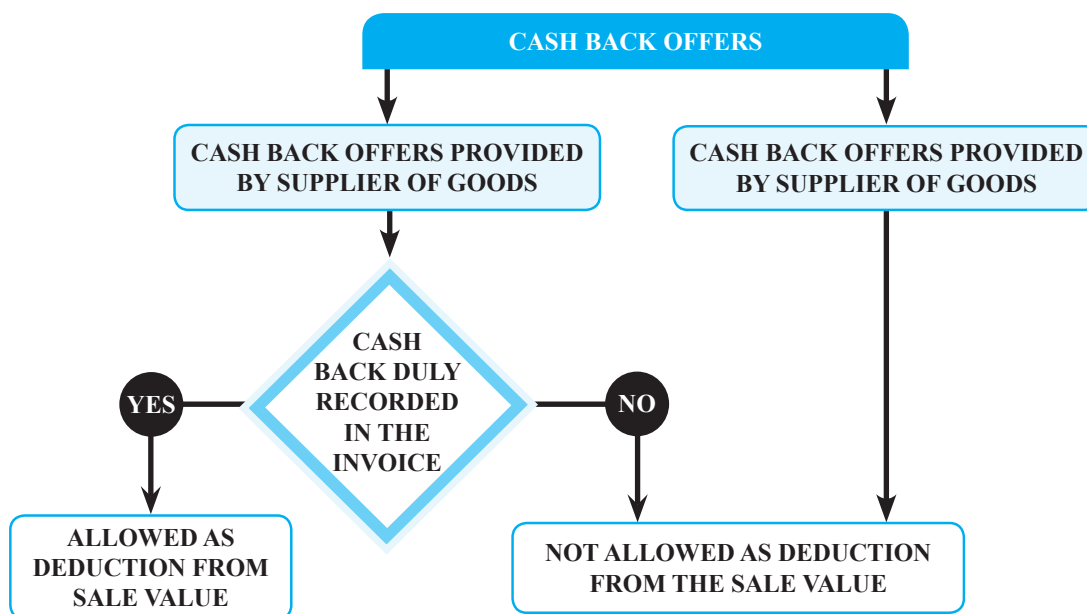 CASH BACK OFFERS
CASH BACK OFFERS PROVIDED
BY SUPPLIER OF GOODS
CASH BACK OFFERS PROVIDED
BY SUPPLIER OF GOODS
CASH
BACK DULY
RECORDED
IN THE
INVOICE
YES
NO
ALLOWED AS
DEDUCTION FROM
SALE VALUE
NOT ALLOWED AS DEDUCTION
FROM THE SALE VALUE